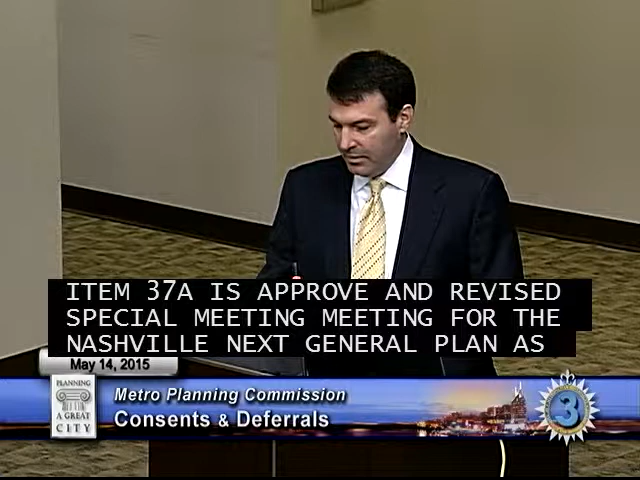 ITEM 37A IS APPROVE AND REVISED
SPECIAL MEETING MEETING FOR THE
NASHVILLE NEXT GENERAL PLAN AS
May 14, 2015
PLANNING
A GREAT
CITY
Metro Planning Commission
Consents & Deferrals
3